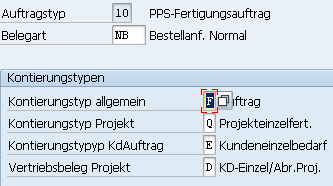 Auftragstyp 10 PPS-Fertigungsauftrag
Belegart NB Bestellanf. Normal
Kontierungstypen
Kontierungstyp allgemein F uftrag
Kontierungstyp Projekt Q Projekteinzelfert.
Kontierungstypyp KdAuftrag E Kundeneinzelbedarf
Vertriebsbeleg Projekt D KD-Einzel/Abr.Proj.